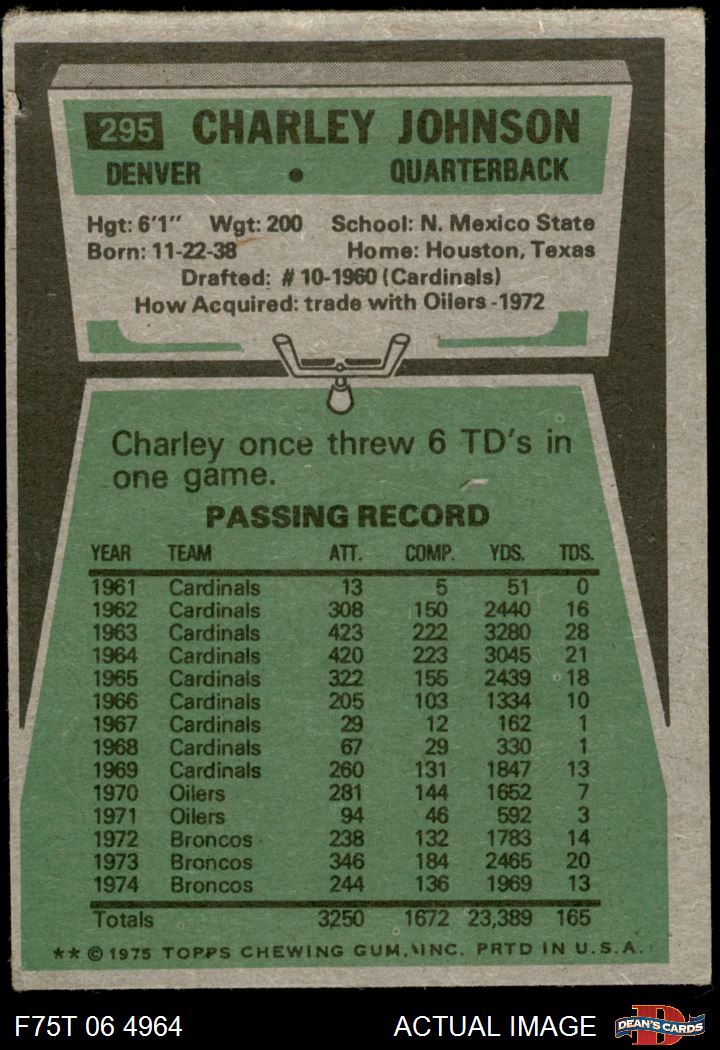 295 CHARLEY JOHNSON
DENVER • QUARTERBACK
Hgt: 6'1" Wgt: 200 School: N. Mexico State
Born: 11-22-38 Home: Houston, Texas
Drafted: # 10-1960 (Cardinals)
How Acquired: trade with Oilers -1972
Charley once threw 6 TD's in
one game.
PASSING RECORD
YEAR TEAM ATT. COMP. YDS. TDS.
1961 Cardinals 13 5 51 0
1962 Cardinals 308 150 2440 16
1963 Cardinals 423 222 3280 28
1964 Cardinals 420 223 3045 21
1965 Cardinals 322 155 2439 18
1966 Cardinals 205 103 1334 10
1967 Cardinals 29 12 162 1
1968 Cardinals 67 29 330 1
1969 Cardinals 260 131 1847 13
1970 Oilers 281 144 1652 7
1971 Oilers 94 46 592 3
1972 Broncos 238 132 1783 14
1973 Broncos 346 184 2465 20
1974 Broncos 244 136 1969 13
Totals 3250 1672 23,389 165
** © 1975 TOPPS CHEWING GUM, INC. PRTD IN U.S.A.
F75T 06 4964 ACTUAL IMAGE D DEAN'S CARDS